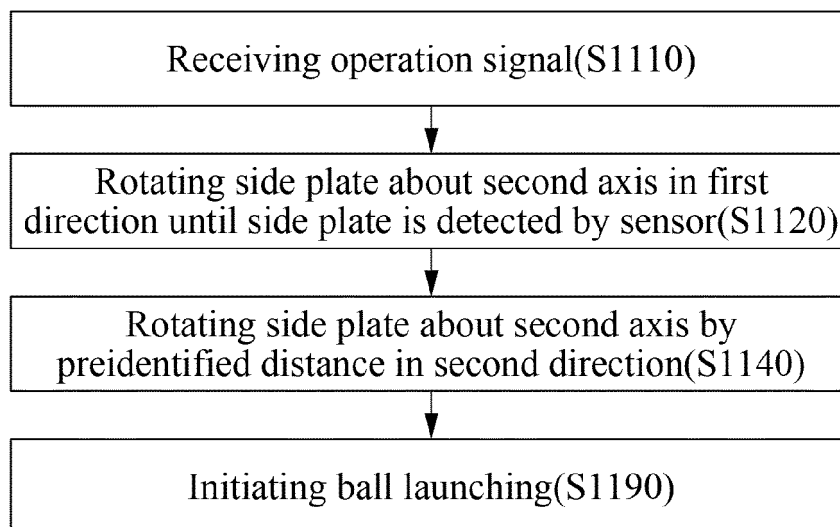 Receiving operation signal(S1110)
Rotating side plate about second axis in first
direction until side plate is detected by sensor(S1120)
Rotating side plate about second axis by
preidentified distance in second direction(S1140)
Initiating ball launching(S1190)